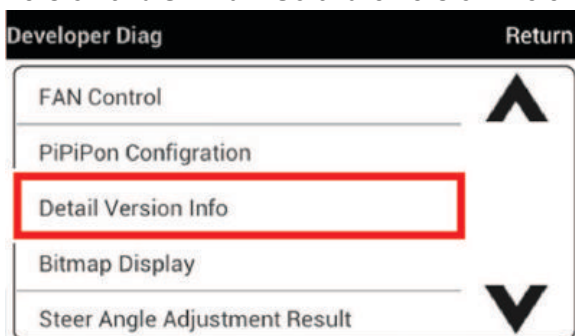 Developer Diag Return
FAN Control
PiPiPon Configration
Detail Version Info
Bitmap Display
Steer Angle Adjustment Result